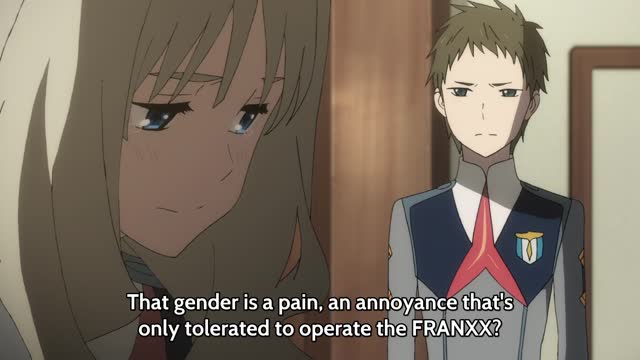 That gender is a pain, an annoyance that's
only tolerated to operate the FRANXX?